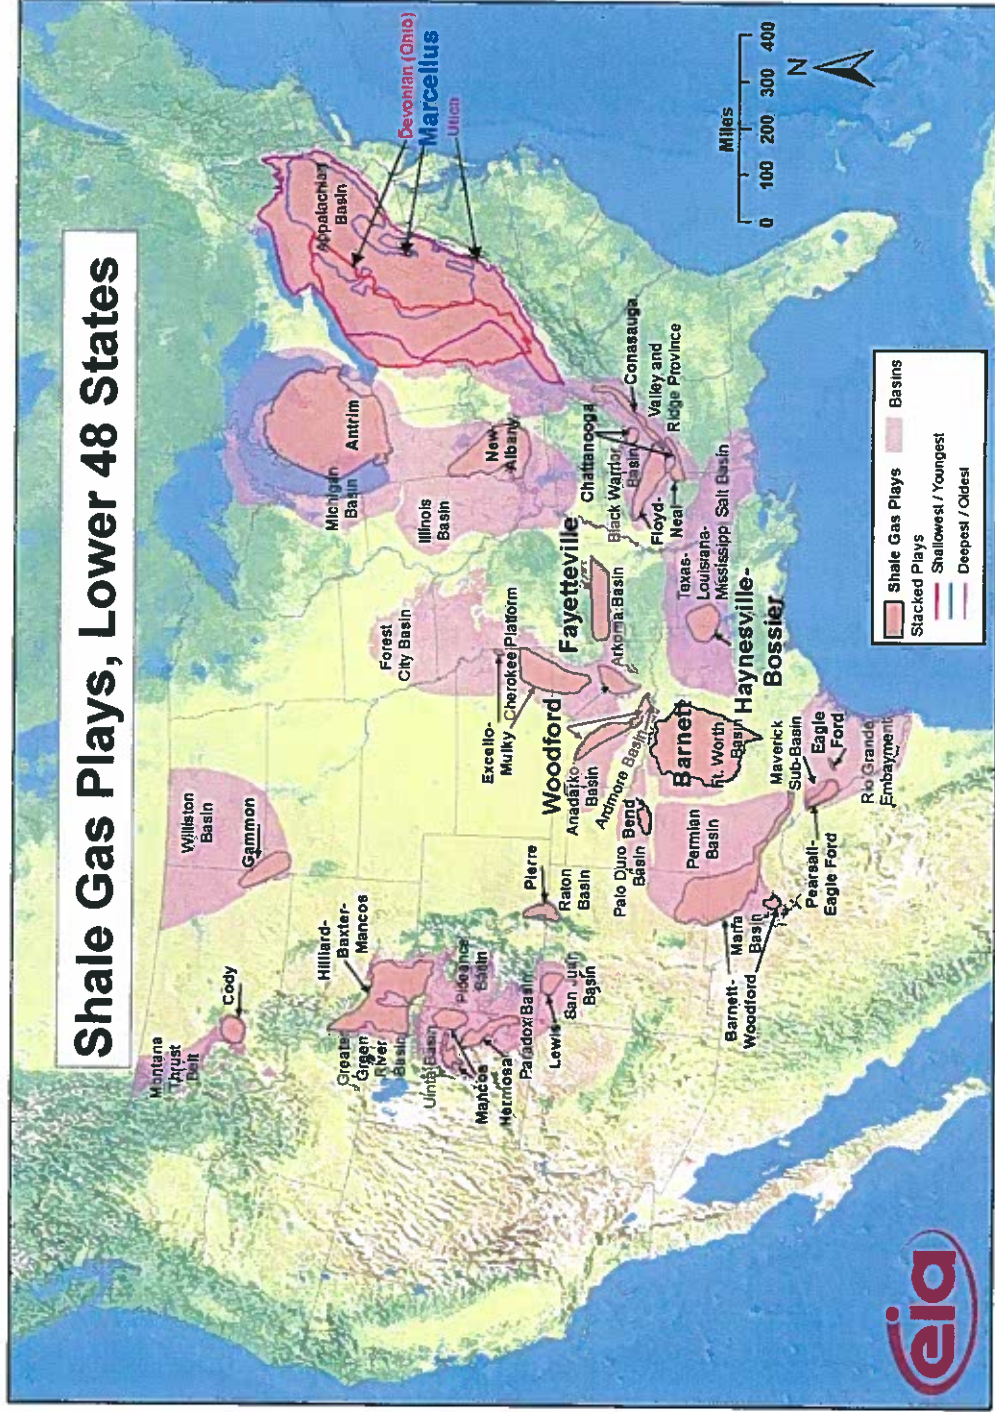 Shale Gas Plays, Lower 48 States
Montana
Thrust
Belt
Cody
Williston
Basin
Gammon
Hilliard-
Baxter-
Mancos
Greater
Green
River
Basin
Uinta Basin
Piceance
Basin
Mancos
Hermosa
Paradox Basin
Lewis
San Juan
Basin
Pierre
Raton
Basin
Excello-
Mulky
Cherokee Platform
Forest
City Basin
Michigan
Basin
Antrim
Illinois
Basin
New
Albany
Appalachian
Basin
Devonian (Ohio)
Marcellus
Utica
Woodford
Anadarko
Basin
Ardmore Basin
Fayetteville
Arkoma Basin
Chattanooga
Black Warrior
Basin
Floyd-
Neal
Conasauga
Valley and
Ridge Province
Palo Duro
Basin
Bend
Barnett
Ft. Worth
Basin
Permian
Basin
Marfa
Basin
Barnett-
Woodford
Texas-
Louisiana-
Mississippi Salt Basin
Haynesville-
Bossier
Maverick
Sub-Basin
Eagle
Ford
Pearsall-
Eagle Ford
Rio Grande
Embayment
Miles
0 100 200 300 400
N
Shale Gas Plays
Basins
Stacked Plays
Shallowest / Youngest
Deepest / Oldest
eia